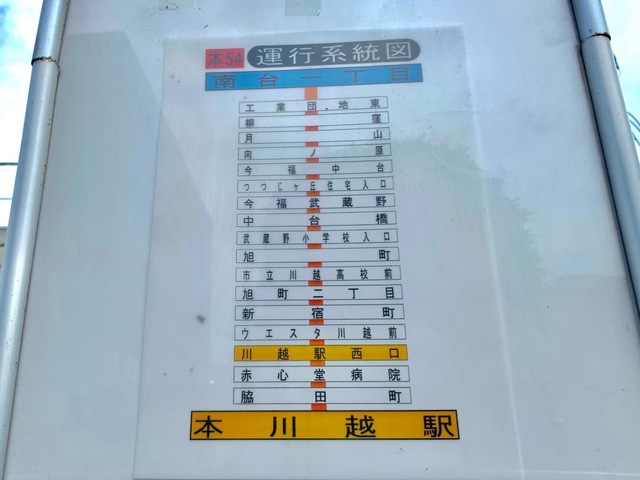 本54 運行系統図
南台一丁目
工業団地東
柳窪
月山
向ノ原
今福中台
つつじヶ丘住宅入口
今福武蔵野
中台橋
武蔵野小学校入口
旭町
市立川越高校前
旭町二丁目
新宿町
ウエスタ川越前
川越駅西口
赤心堂病院
脇田町
本川越駅